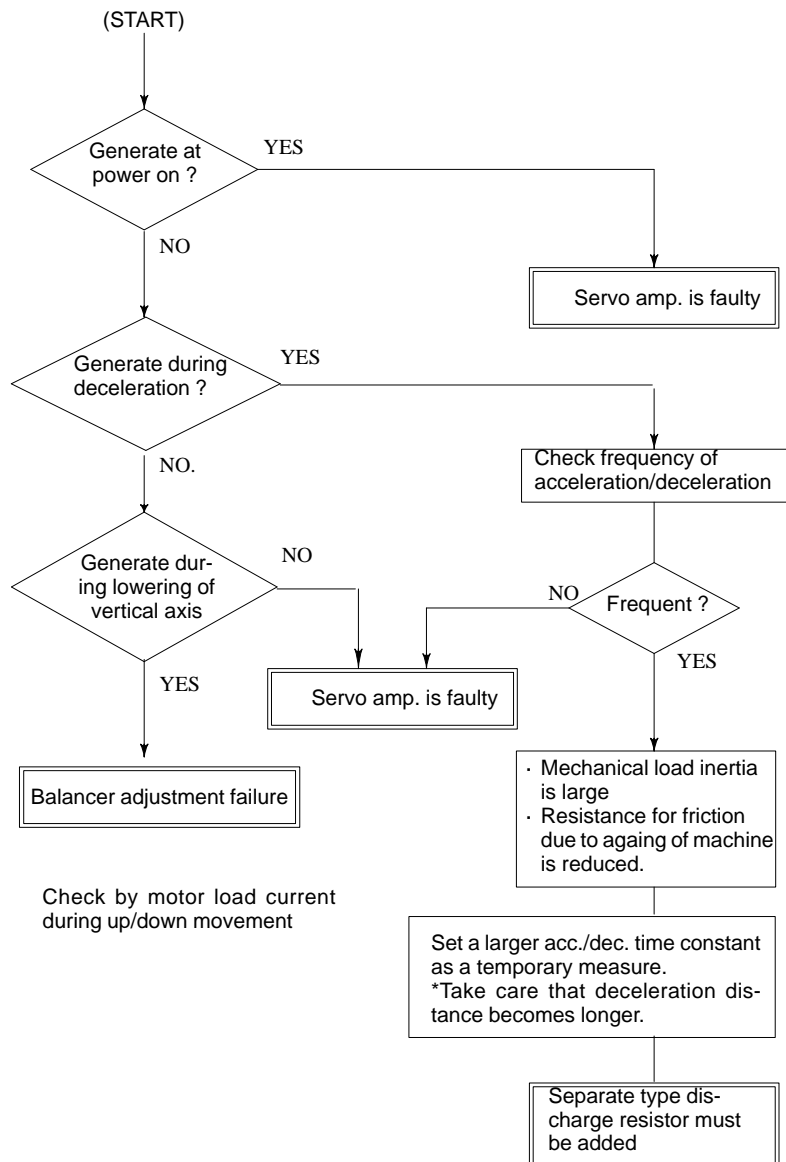 (START)
Generate at
power on ?
YES
NO
Servo amp. is faulty
Generate during
deceleration ?
YES
NO.
Check frequency of
acceleration/deceleration
Generate dur-
ing lowering of
vertical axis
NO
YES
Frequent ?
NO
YES
Servo amp. is faulty
Balancer adjustment failure
Check by motor load current
during up/down movement
· Mechanical load inertia
is large
· Resistance for friction
due to againg of machine
is reduced.
Set a larger acc./dec. time constant
as a temporary measure.
*Take care that deceleration dis-
tance becomes longer.
Separate type dis-
charge resistor must
be added